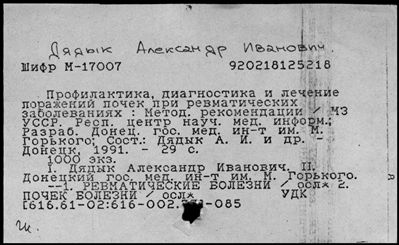 Дядык Александр Иванович.
Шифр М-17007 920218125218
Профилактика, диагностика и лечение
поражений почек при ревматических
заболеваниях : Метод. рекомендации / МЗ
УССР. Респ. центр науч. мед. информ.;
Разраб. Донец. гос. мед. ин-т им. М.
Горького; Сост.: Дядык А. И. и др. -
Донецк, 1991. -- 29 с.
1000 экз.
I. Дядык Александр Иванович. II.
Донецкий гос. мед. ин-т им. М. Горького.
--1. РЕВМАТИЧЕСКИЕ БОЛЕЗНИ / осл* 2.
ПОЧЕК БОЛЕЗНИ / осл* УДК
[616.61-02:616-002. -085